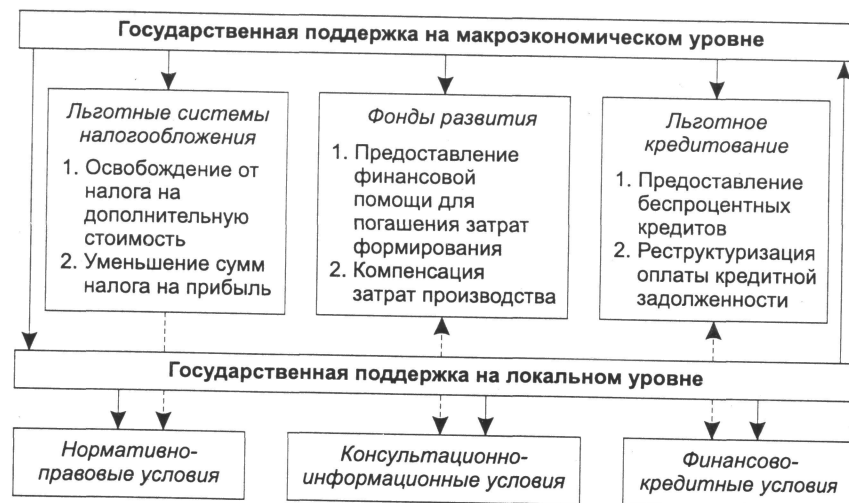 Государственная поддержка на макроэкономическом уровне
Льготные системы
налогообложения
1. Освобождение от
налога на
дополнительную
стоимость
2. Уменьшение сумм
налога на прибыль
Фонды развития
1. Предоставление
финансовой
помощи для
погашения затрат
формирования
2. Компенсация
затрат производства
Льготное
кредитование
1. Предоставление
беспроцентных
кредитов
2. Реструктуризация
оплаты кредитной
задолженности
Государственная поддержка на локальном уровне
Нормативно-
правовые условия
Консультационно-
информационные условия
Финансово-
кредитные условия